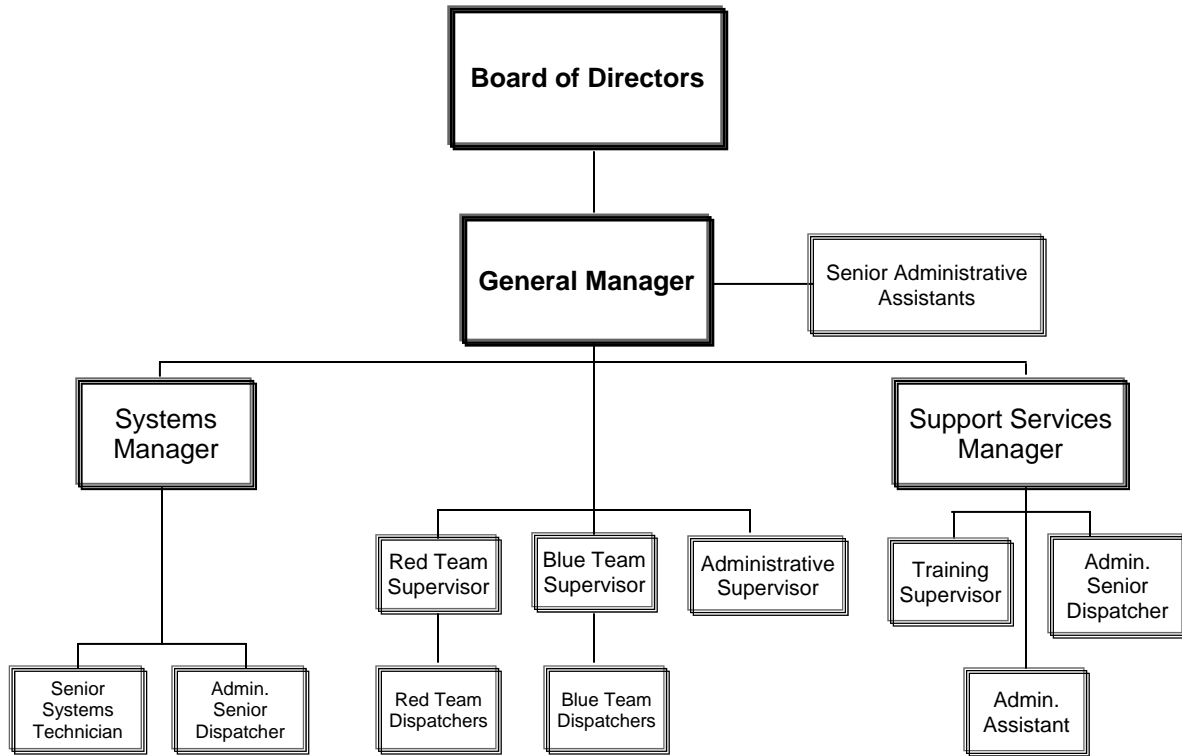 Board of Directors
General Manager
Senior Administrative
Assistants
Systems
Manager
Support Services
Manager
Red Team
Supervisor
Blue Team
Supervisor
Administrative
Supervisor
Training
Supervisor
Admin.
Senior
Dispatcher
Senior
Systems
Technician
Admin.
Senior
Dispatcher
Red Team
Dispatchers
Blue Team
Dispatchers
Admin.
Assistant